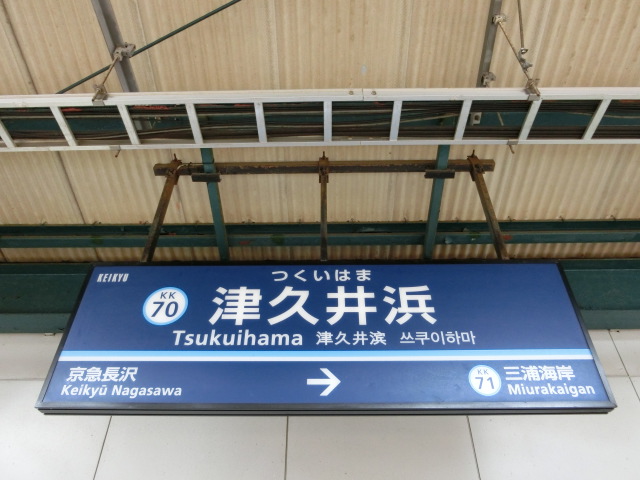 KEIKYU
つくいはま
KK
70
津久井浜
Tsukuihama 津久井滨 쓰쿠이하마
京急長沢
Keikyū Nagasawa
→
KK
71
三浦海岸
Miurakaigan